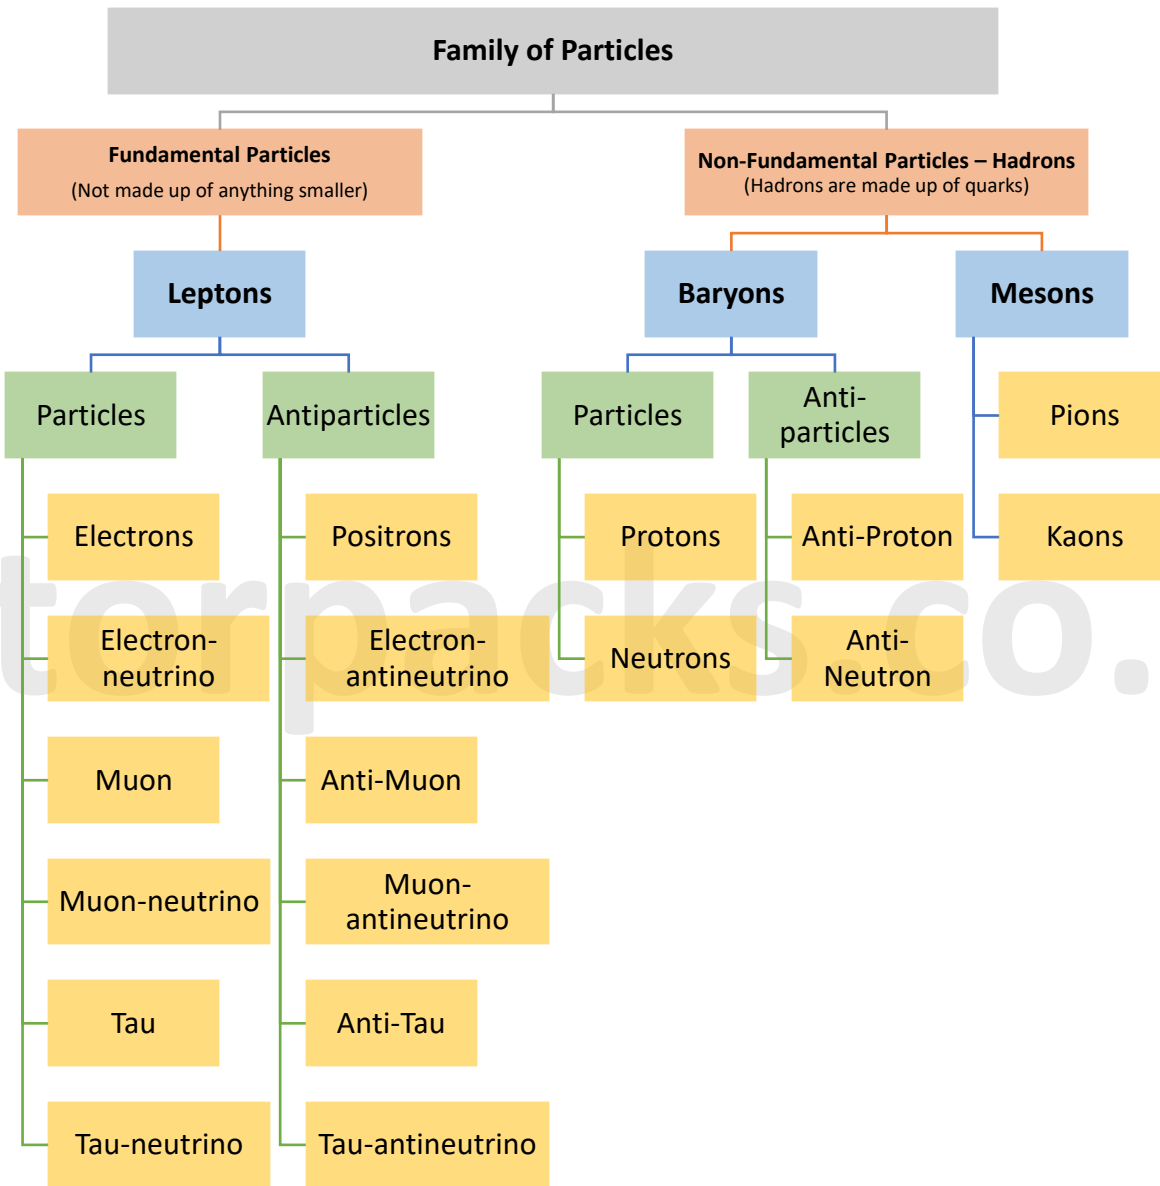 Family of Particles
Fundamental Particles
(Not made up of anything smaller)
Non-Fundamental Particles – Hadrons
(Hadrons are made up of quarks)
Leptons
Baryons
Mesons
Particles
Antiparticles
Particles
Anti-
particles
Pions
Electrons
Positrons
Protons
Anti-Proton
Kaons
Electron-
neutrino
Electron-
antineutrino
Neutrons
Anti-
Neutron
Muon
Anti-Muon
Muon-neutrino
Muon-
antineutrino
Tau
Anti-Tau
Tau-neutrino
Tau-antineutrino
torpacks.co.